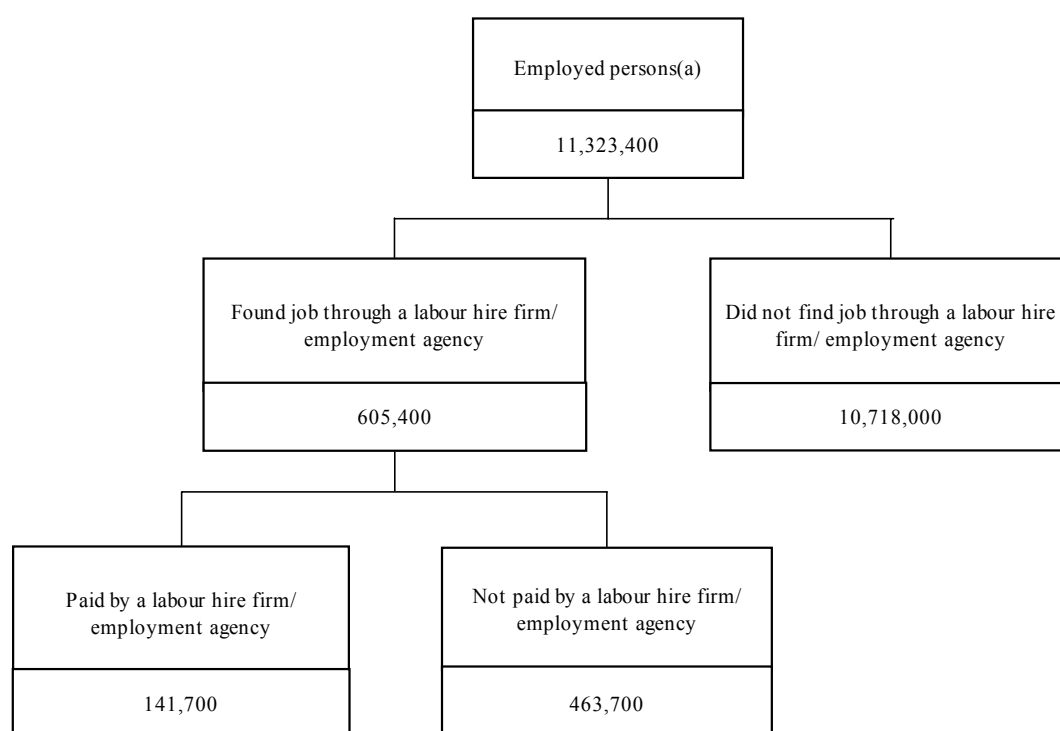 Employed persons(a)
11,323,400
Found job through a labour hire firm/
employment agency
605,400
Did not find job through a labour hire
firm/ employment agency
10,718,000
Paid by a labour hire firm/
employment agency
141,700
Not paid by a labour hire firm/
employment agency
463,700